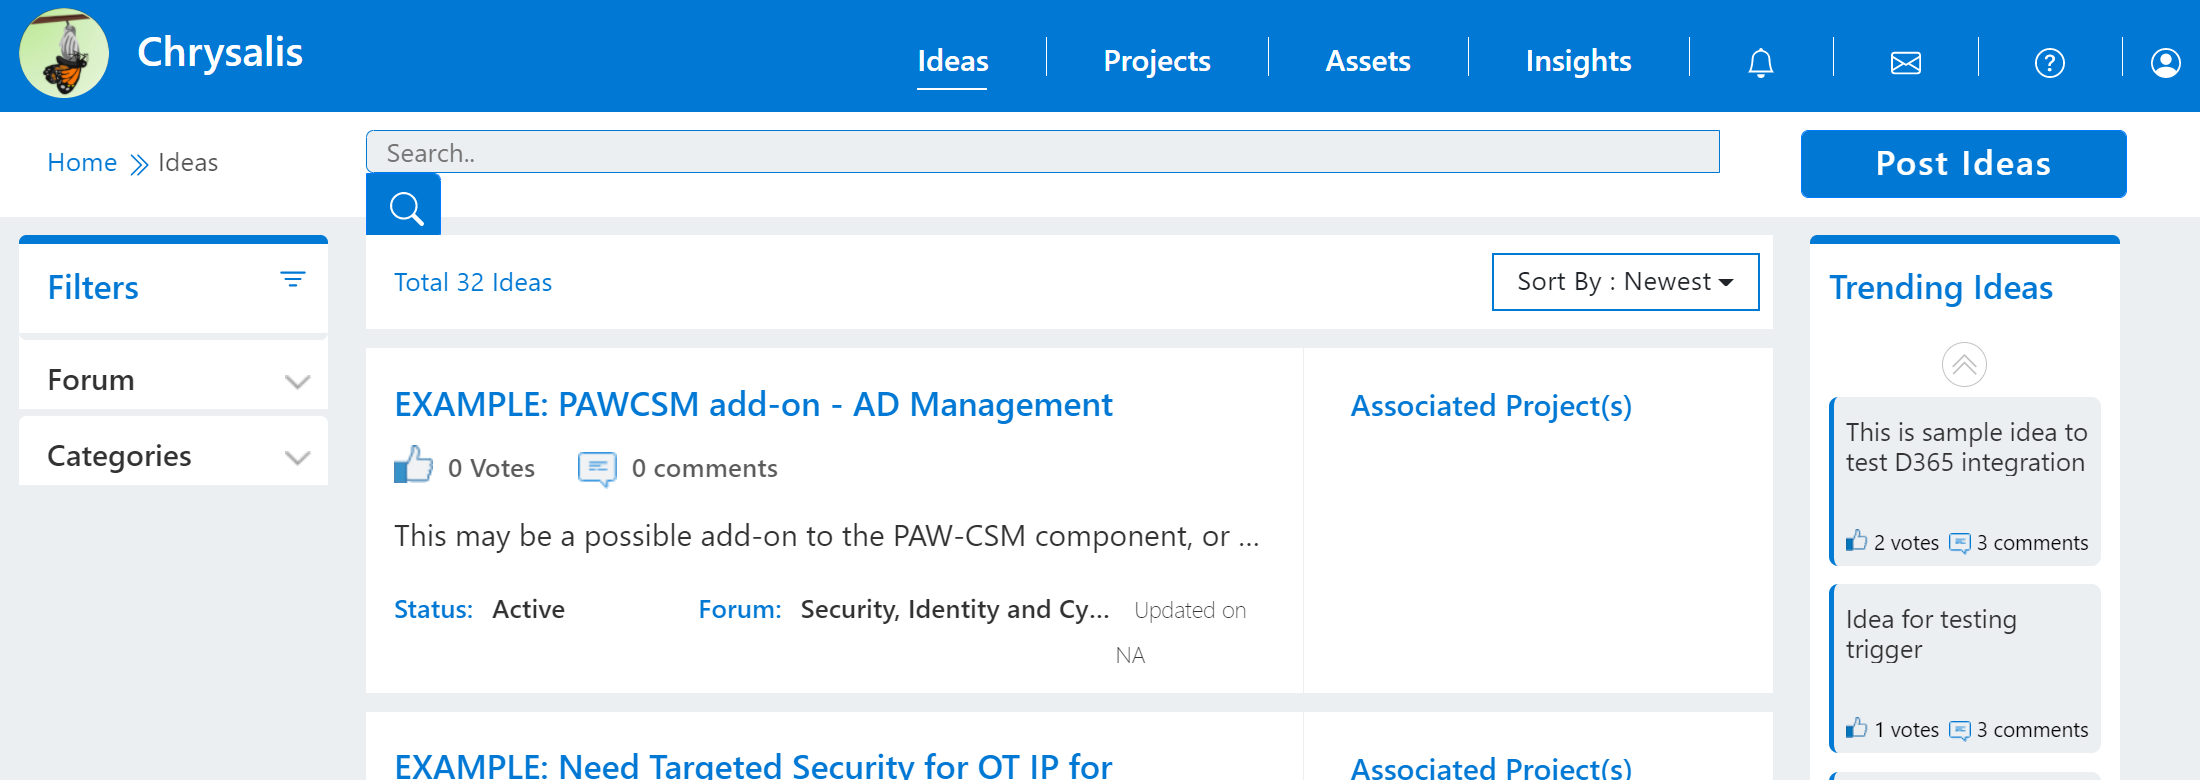 Chrysalis
Ideas
Projects
Assets
Insights
Home
Ideas
Search..
Post Ideas
Filters
Forum
Categories
Total 32 Ideas
Sort By : Newest
EXAMPLE: PAWCSM add-on - AD Management
0 Votes
0 comments
This may be a possible add-on to the PAW-CSM component, or ...
Status: Active
Forum: Security, Identity and Cy...
Updated on
NA
Associated Project(s)
EXAMPLE: Need Targeted Security for OT IP for
Associated Project(s)
Trending Ideas
This is sample idea to
test D365 integration
2 votes
3 comments
Idea for testing
trigger
1 votes
3 comments